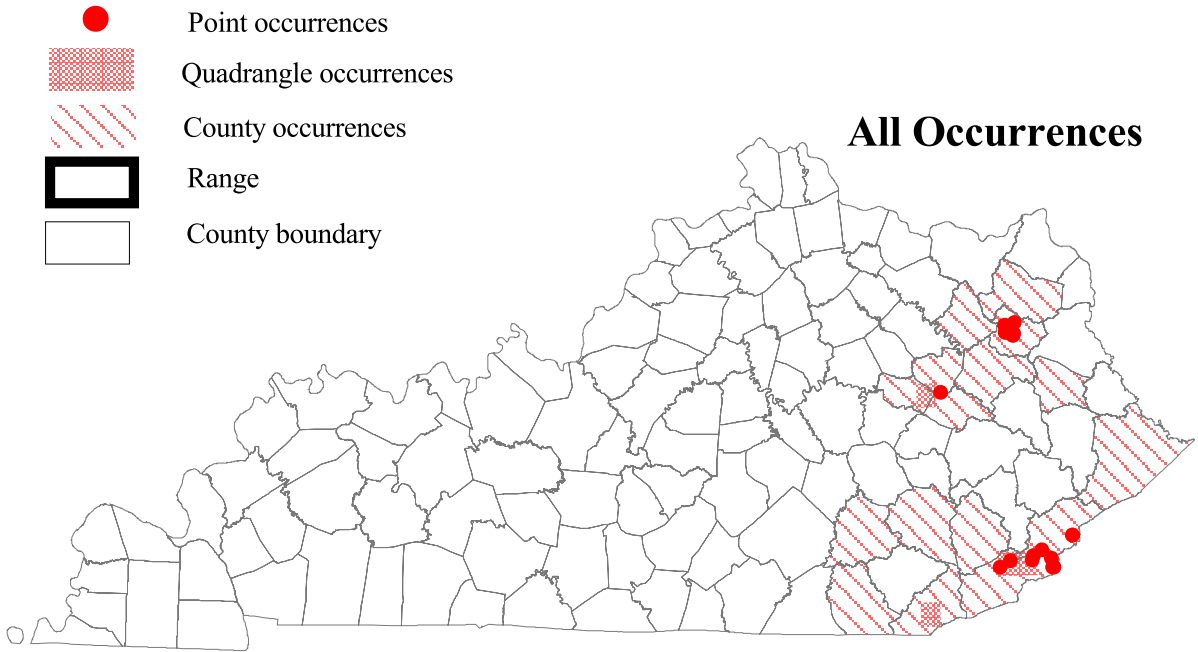 Point occurrences
Quadrangle occurrences
County occurrences
All Occurrences
Range
County boundary